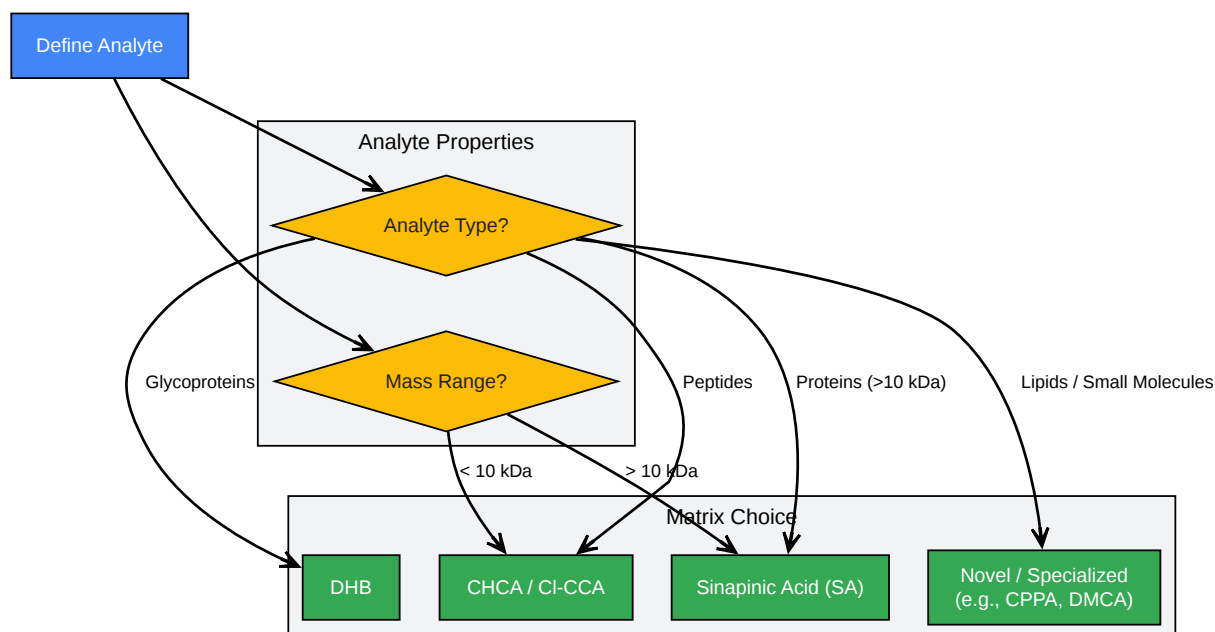 Define Analyte
Analyte Properties
Analyte Type?
Mass Range?
Glycoproteins
Peptides
Proteins (>10 kDa)
Lipids / Small Molecules
< 10 kDa
> 10 kDa
Matrix Choice
DHB
CHCA / Cl-CCA
Sinapinic Acid (SA)
Novel / Specialized
(e.g., CPPA, DMCA)